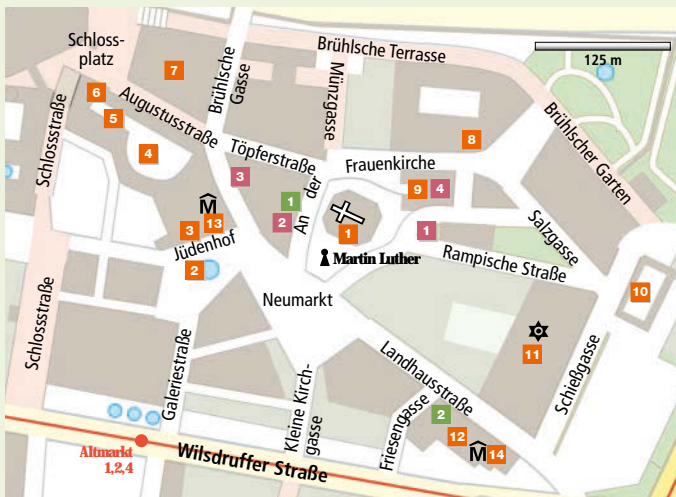 Schloss-
platz
7
Brühlsche
Gasse
Brühlsche Terrasse
125 m
Münzgasse
6
5
Augustusstraße
4
Schlossstraße
Töpferstraße
3
1
2
An der
Frauenkirche
8
9
4
Brühlscher Garten
1
1
Martin Luther
Rampische Straße
Salzgasse
M
13
3
Jüdenhof
2
Neumarkt
10
11
Schießgasse
Schlossstraße
Galeriestraße
Kleine Kirch-
gasse
Landhausstraße
Friesengasse
2
12
M
14
Altmarkt
1,2,4
Wilsdruffer Straße